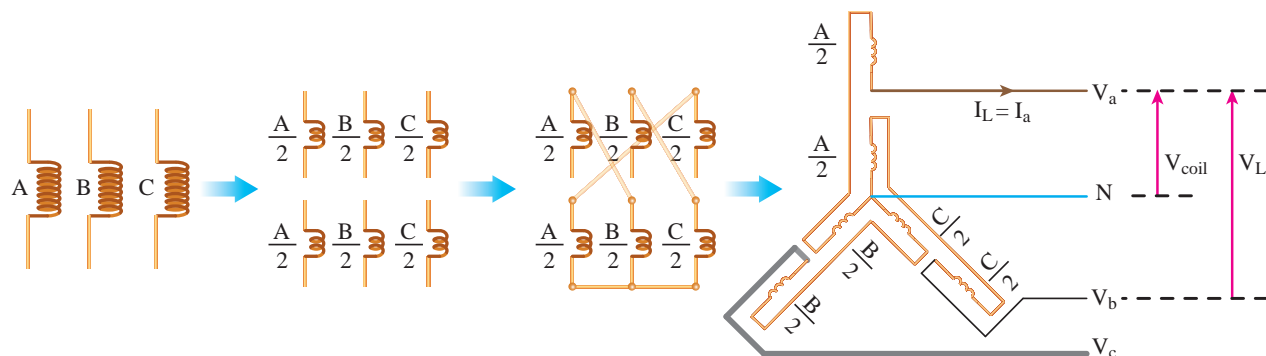 A B C
A/2 B/2 C/2
A/2 B/2 C/2
A/2 B/2 C/2
A/2 B/2 C/2
A/2
A/2
B/2
B/2
C/2
C/2
I_L = I_a
V_a
N
V_b
V_c
V_coil
V_L